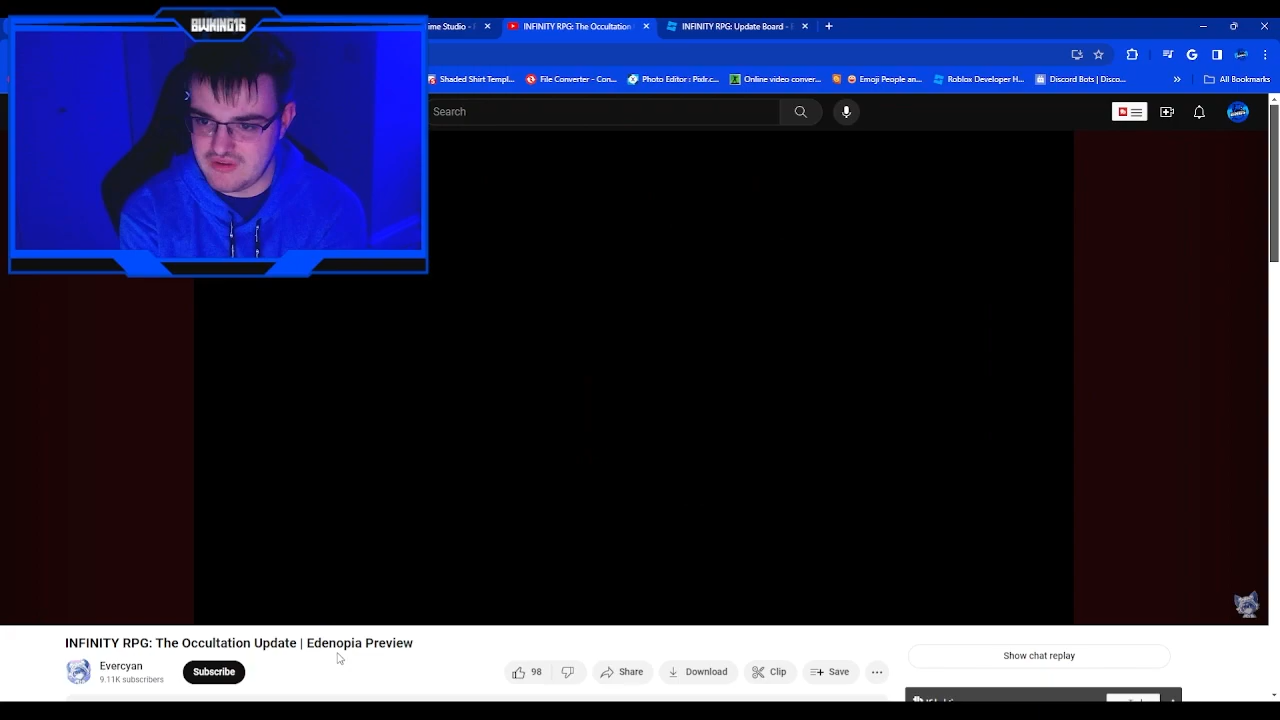 BWKING16
ime Studio -
INFINITY RPG: The Occultation
INFINITY RPG: Update Board -
Shaded Shirt Templ...
File Converter - Con...
Photo Editor : Pixlr.c...
Online video conver...
Emoji People an...
Roblox Developer H...
Discord Bots | Disco...
All Bookmarks
Search
INFINITY RPG: The Occultation Update | Edenopia Preview
Evercyan
9.11K subscribers
Subscribe
98
Share
Download
Clip
Save
Show chat replay